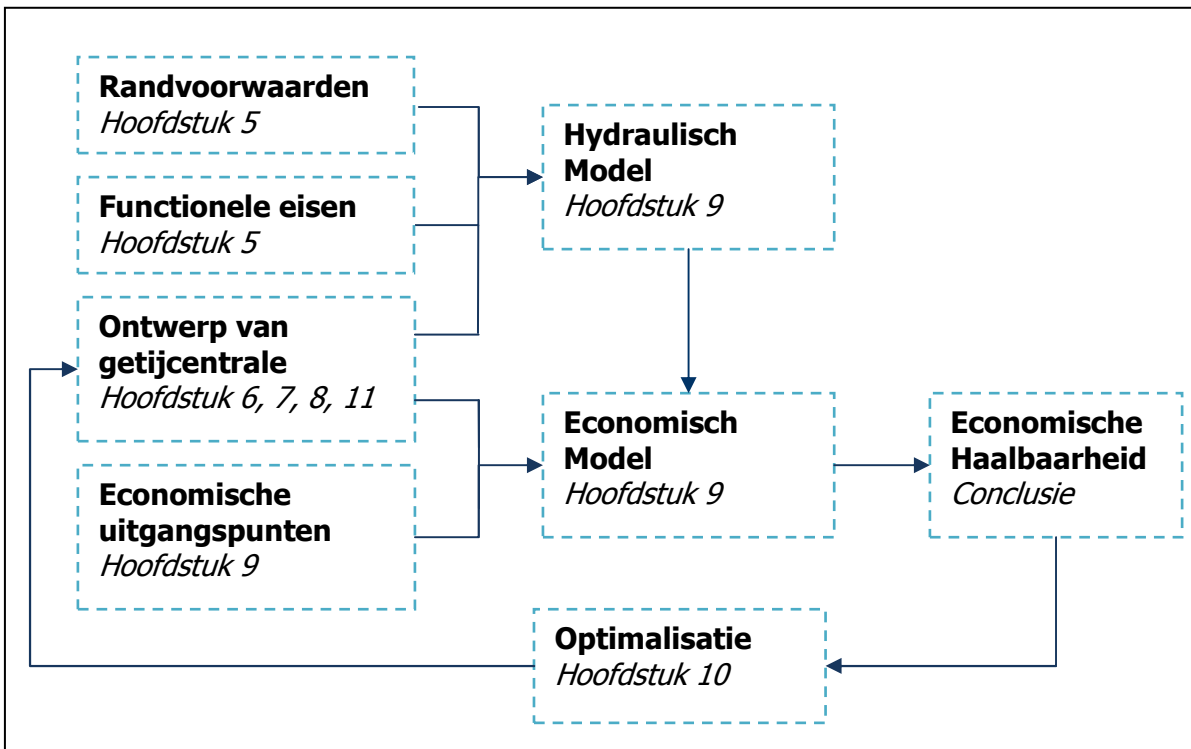 Randvoorwaarden
Hoofdstuk 5
Functionele eisen
Hoofdstuk 5
Ontwerp van
getijcentrale
Hoofdstuk 6, 7, 8, 11
Economische
uitgangspunten
Hoofdstuk 9
Hydraulisch
Model
Hoofdstuk 9
Economisch
Model
Hoofdstuk 9
Economische
Haalbaarheid
Conclusie
Optimalisatie
Hoofdstuk 10